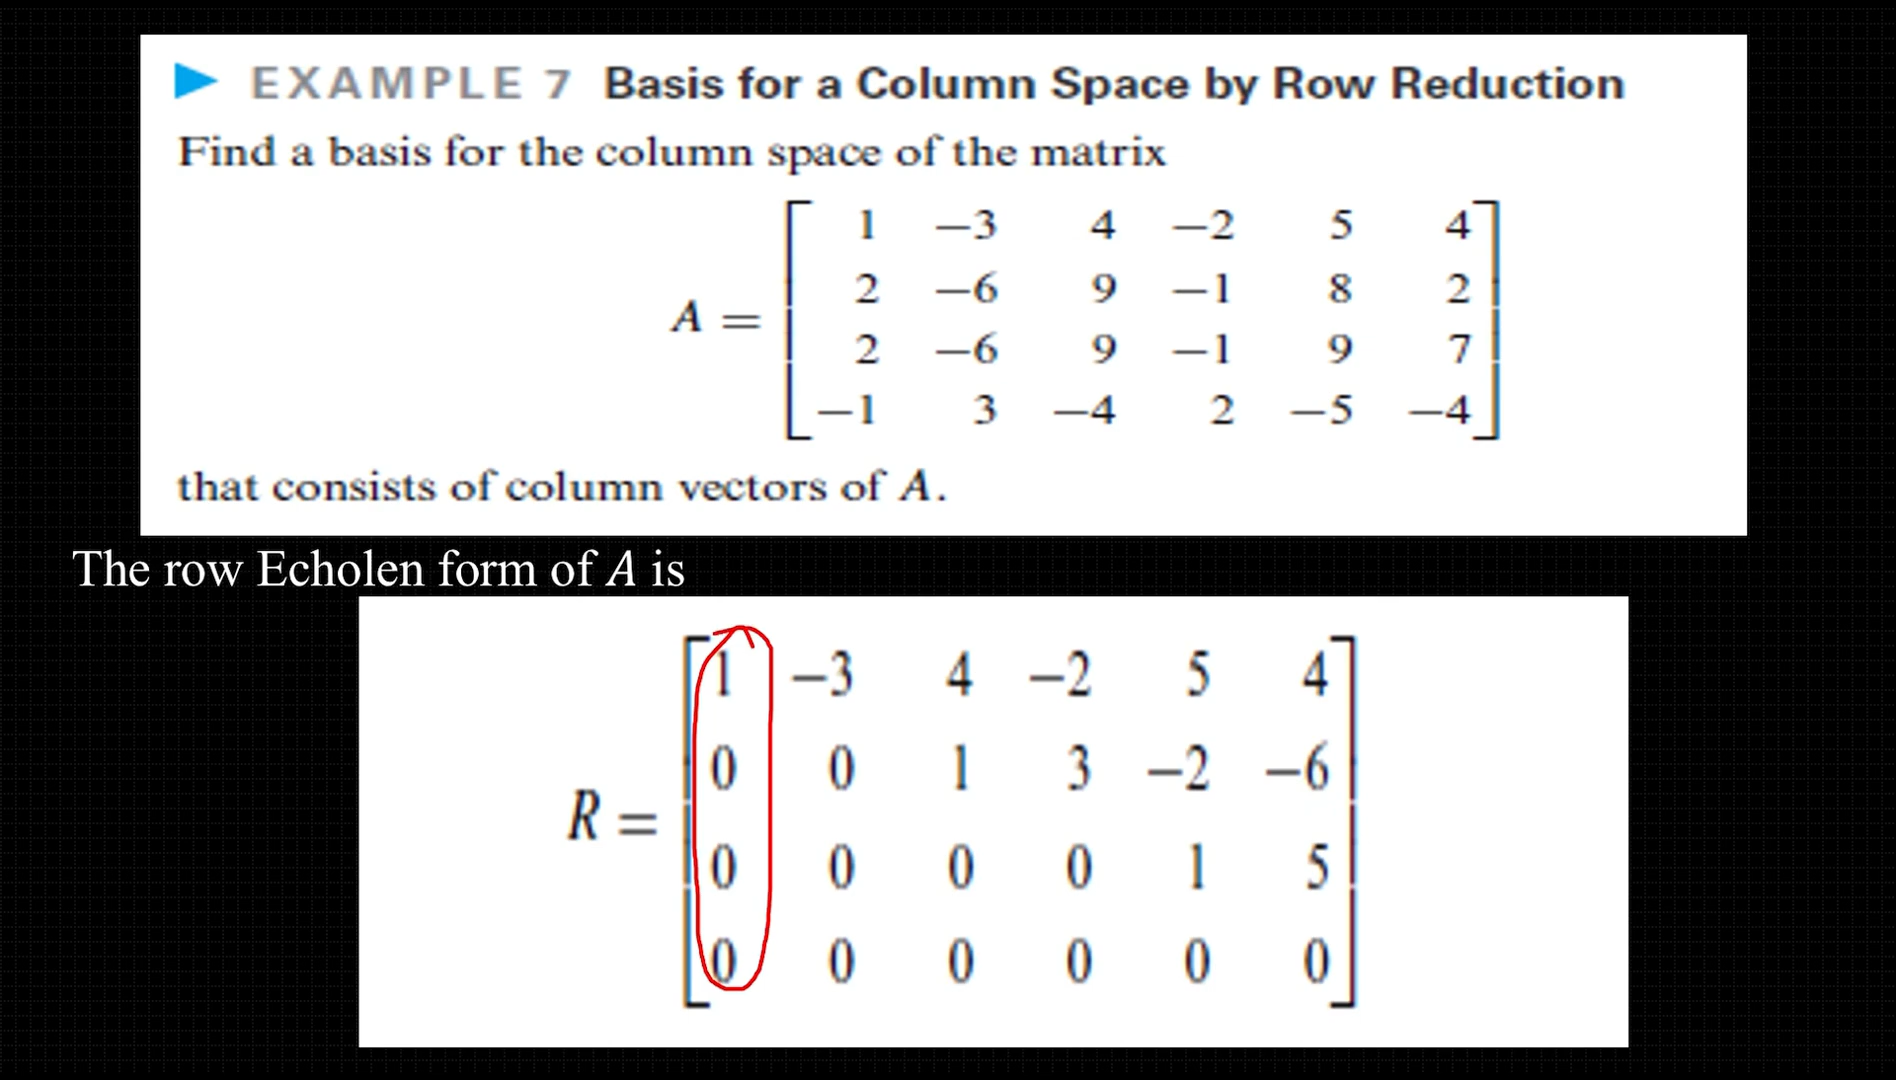 EXAMPLE 7 Basis for a Column Space by Row Reduction
Find a basis for the column space of the matrix
A = [ 1 −3 4 −2 5 4
2 −6 9 −1 8 2
2 −6 9 −1 9 7
−1 3 −4 2 −5 −4 ]
that consists of column vectors of A.
The row Echolen form of A is
R = [ 1 −3 4 −2 5 4
0 0 1 3 −2 −6
0 0 0 0 1 5
0 0 0 0 0 0 ]